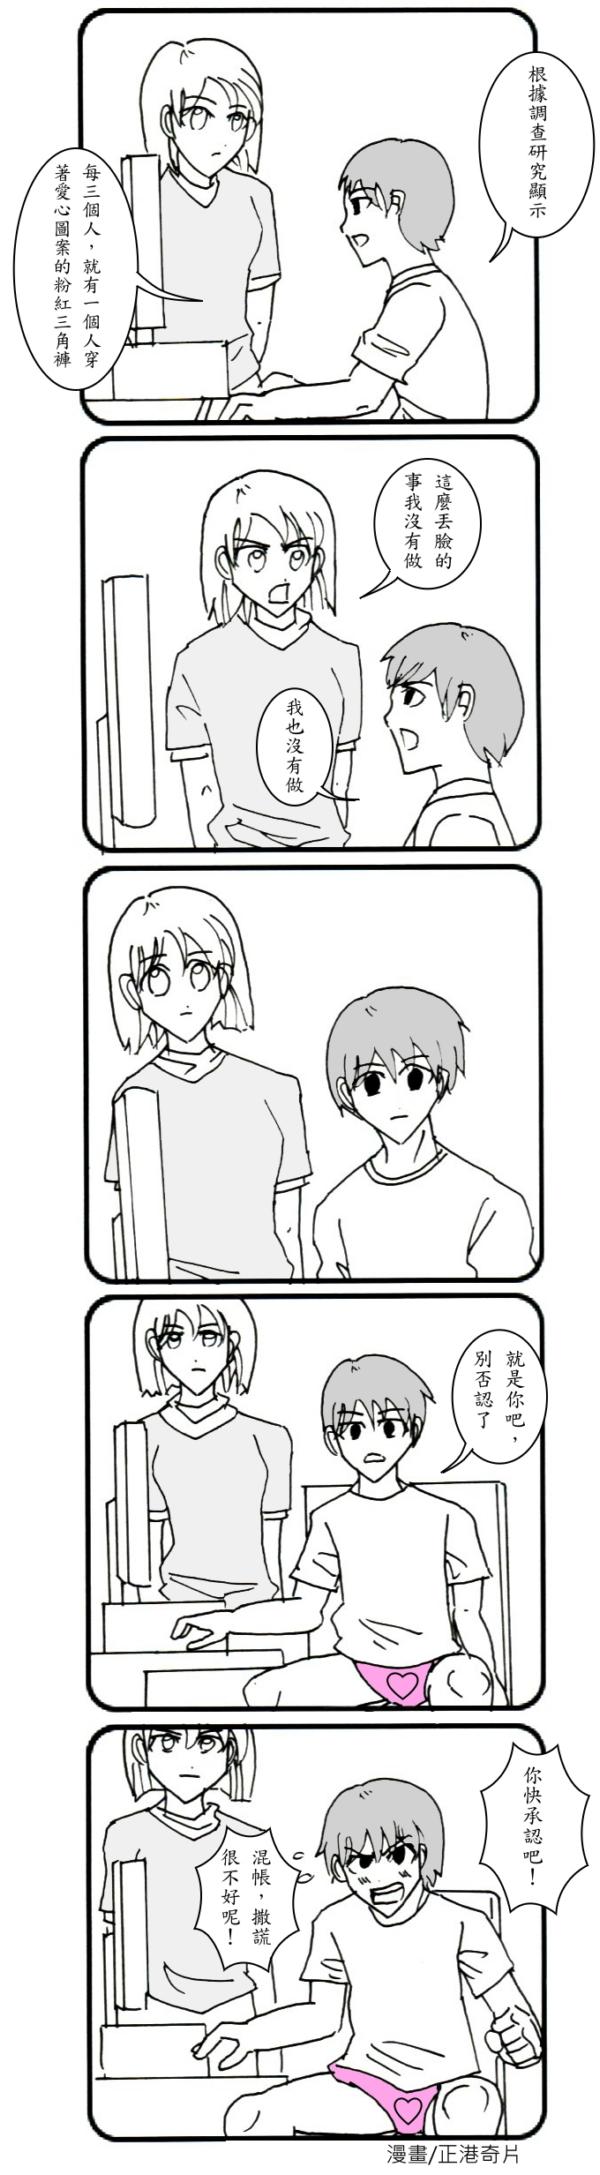 根據調查研究顯示
每三個人，就有一個人穿
著愛心圖案的粉紅三角褲
這麼丟臉的
事我沒有做
我也沒有做
就是你吧，
別否認了
你快承認吧！
混帳，撒謊
很不好呢！
漫畫/正港奇片